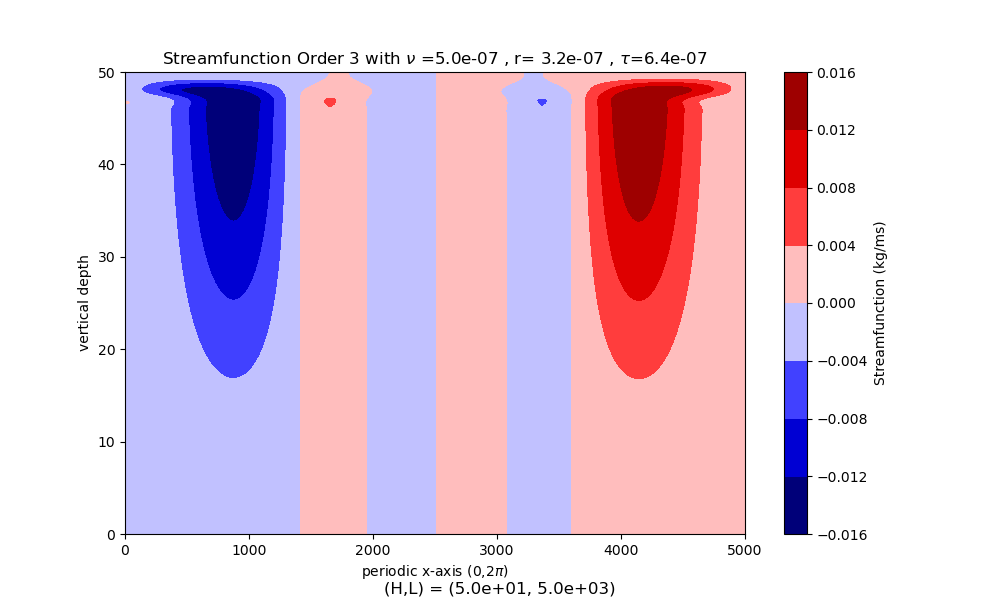 Streamfunction Order 3 with ν =5.0e-07 , r= 3.2e-07 , τ=6.4e-07
50
40
30
20
10
0
vertical depth
0 1000 2000 3000 4000 5000
periodic x-axis (0,2π)
(H,L) = (5.0e+01, 5.0e+03)
0.016
0.012
0.008
0.004
0.000
−0.004
−0.008
−0.012
−0.016
Streamfunction (kg/ms)